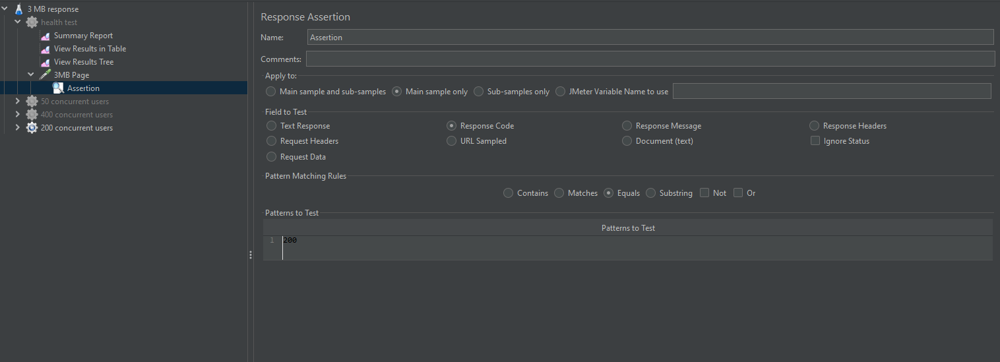 3 MB response
health test
Summary Report
View Results in Table
View Results Tree
3MB Page
Assertion
50 concurrent users
400 concurrent users
200 concurrent users
Response Assertion
Name: Assertion
Comments:
Apply to:
Main sample and sub-samples Main sample only Sub-samples only JMeter Variable Name to use
Field to Test
Text Response Response Code Response Message Response Headers
Request Headers URL Sampled Document (text) Ignore Status
Request Data
Pattern Matching Rules
Contains Matches Equals Substring Not Or
Patterns to Test
Patterns to Test
1 200